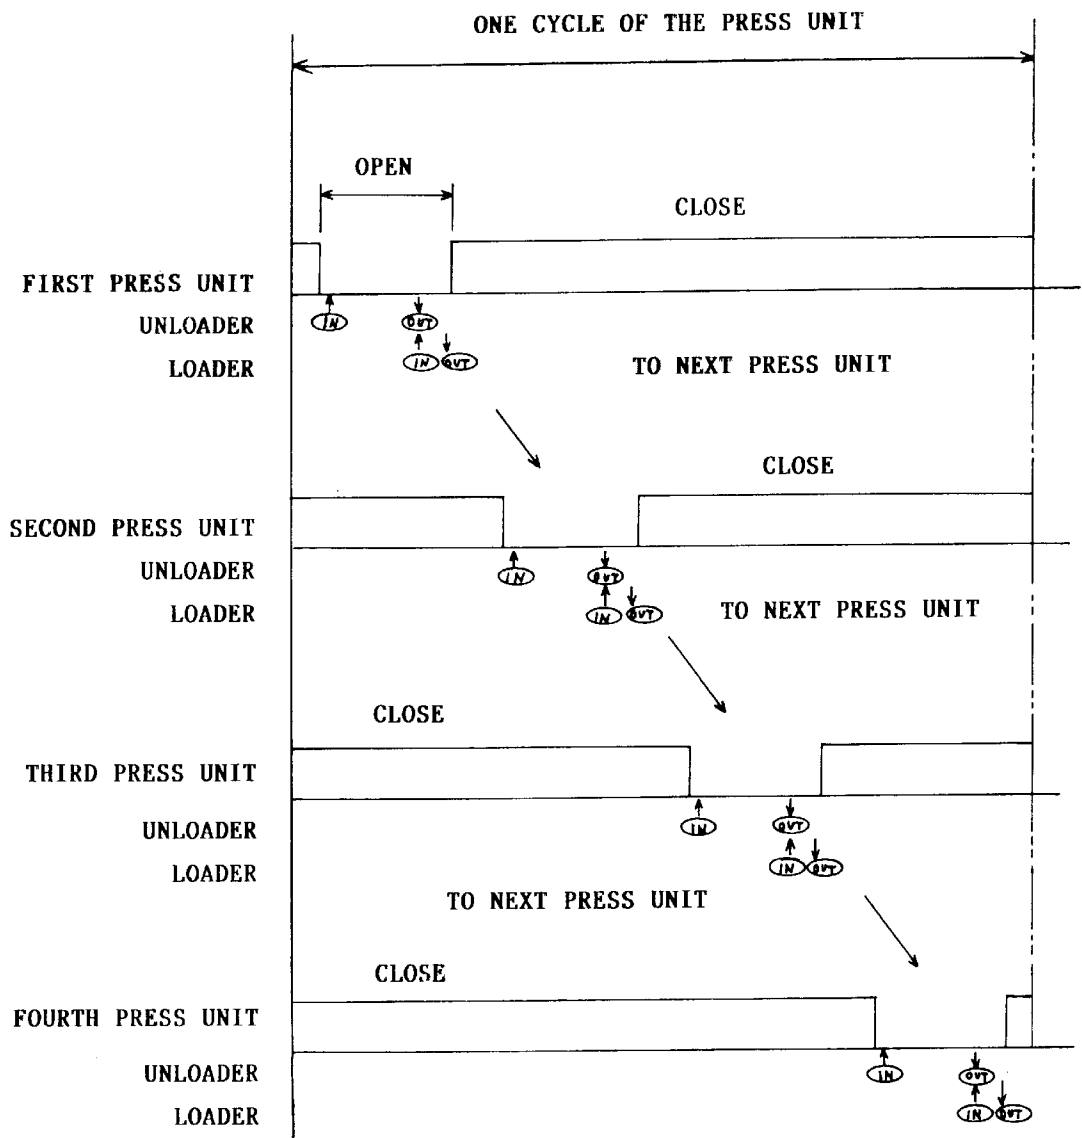 ONE CYCLE OF THE PRESS UNIT
OPEN
CLOSE
FIRST PRESS UNIT
UNLOADER IN OUT
LOADER IN OUT TO NEXT PRESS UNIT
CLOSE
SECOND PRESS UNIT
UNLOADER IN OUT
LOADER IN OUT TO NEXT PRESS UNIT
CLOSE
THIRD PRESS UNIT
UNLOADER IN OUT
LOADER IN OUT
TO NEXT PRESS UNIT
CLOSE
FOURTH PRESS UNIT
UNLOADER IN OUT
LOADER IN OUT